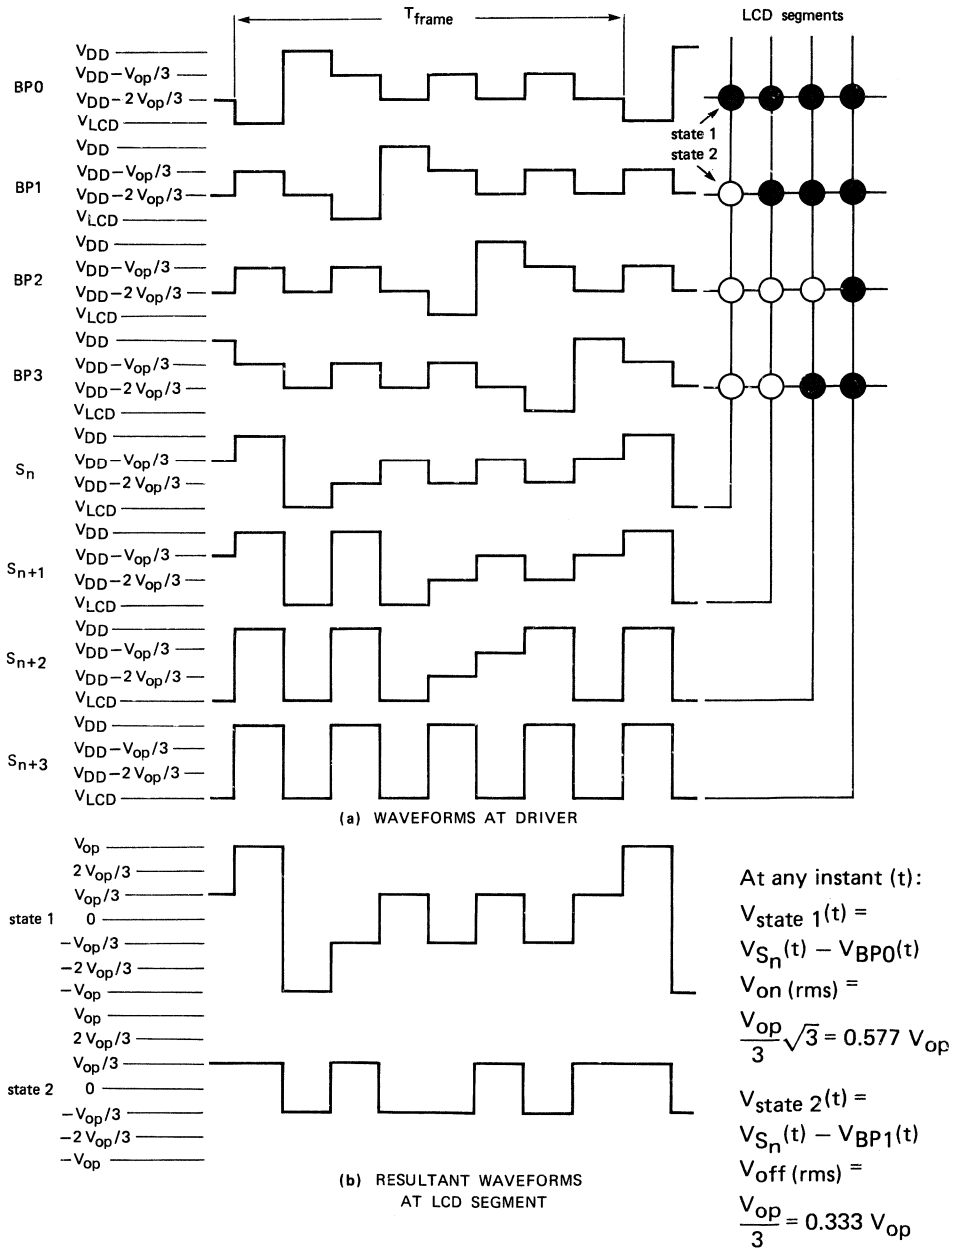 T_frame
LCD segments
BP0
V_DD
V_DD−V_op/3
V_DD−2 V_op/3
V_LCD
state 1
state 2
BP1
V_DD
V_DD−V_op/3
V_DD−2 V_op/3
V_LCD
BP2
V_DD
V_DD−V_op/3
V_DD−2 V_op/3
V_LCD
BP3
V_DD
V_DD−V_op/3
V_DD−2 V_op/3
V_LCD
S_n
V_DD
V_DD−V_op/3
V_DD−2 V_op/3
V_LCD
S_n+1
V_DD
V_DD−V_op/3
V_DD−2 V_op/3
V_LCD
S_n+2
V_DD
V_DD−V_op/3
V_DD−2 V_op/3
V_LCD
S_n+3
V_DD
V_DD−V_op/3
V_DD−2 V_op/3
V_LCD
(a) WAVEFORMS AT DRIVER
state 1
V_op
2 V_op/3
V_op/3
0
−V_op/3
−2 V_op/3
−V_op
state 2
V_op
2 V_op/3
V_op/3
0
−V_op/3
−2 V_op/3
−V_op
(b) RESULTANT WAVEFORMS
AT LCD SEGMENT
At any instant (t):
V_state 1(t) =
V_Sn(t) − V_BP0(t)
V_on (rms) =
V_op/3 √3 = 0.577 V_op
V_state 2(t) =
V_Sn(t) − V_BP1(t)
V_off (rms) =
V_op/3 = 0.333 V_op